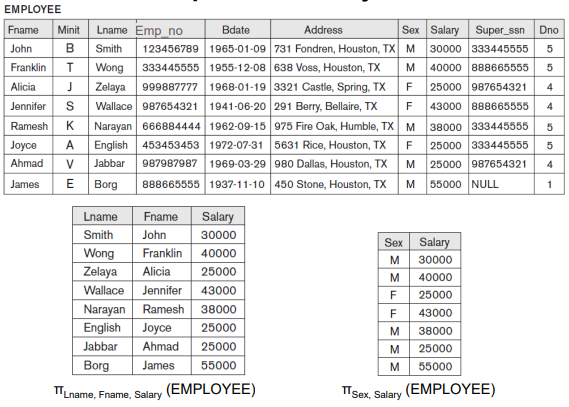 EMPLOYEE
Fname Minit Lname Emp_no Bdate Address Sex Salary Super_ssn Dno
John B Smith 123456789 1965-01-09 731 Fondren, Houston, TX M 30000 333445555 5
Franklin T Wong 333445555 1955-12-08 638 Voss, Houston, TX M 40000 888665555 5
Alicia J Zelaya 999887777 1968-01-19 3321 Castle, Spring, TX F 25000 987654321 4
Jennifer S Wallace 987654321 1941-06-20 291 Berry, Bellaire, TX F 43000 888665555 4
Ramesh K Narayan 666884444 1962-09-15 975 Fire Oak, Humble, TX M 38000 333445555 5
Joyce A English 453453453 1972-07-31 5631 Rice, Houston, TX F 25000 333445555 5
Ahmad V Jabbar 987987987 1969-03-29 980 Dallas, Houston, TX M 25000 987654321 4
James E Borg 888665555 1937-11-10 450 Stone, Houston, TX M 55000 NULL 1
Lname Fname Salary
Smith John 30000
Wong Franklin 40000
Zelaya Alicia 25000
Wallace Jennifer 43000
Narayan Ramesh 38000
English Joyce 25000
Jabbar Ahmad 25000
Borg James 55000
π Lname, Fname, Salary (EMPLOYEE)
Sex Salary
M 30000
M 40000
F 25000
F 43000
M 38000
M 25000
M 55000
π Sex, Salary (EMPLOYEE)